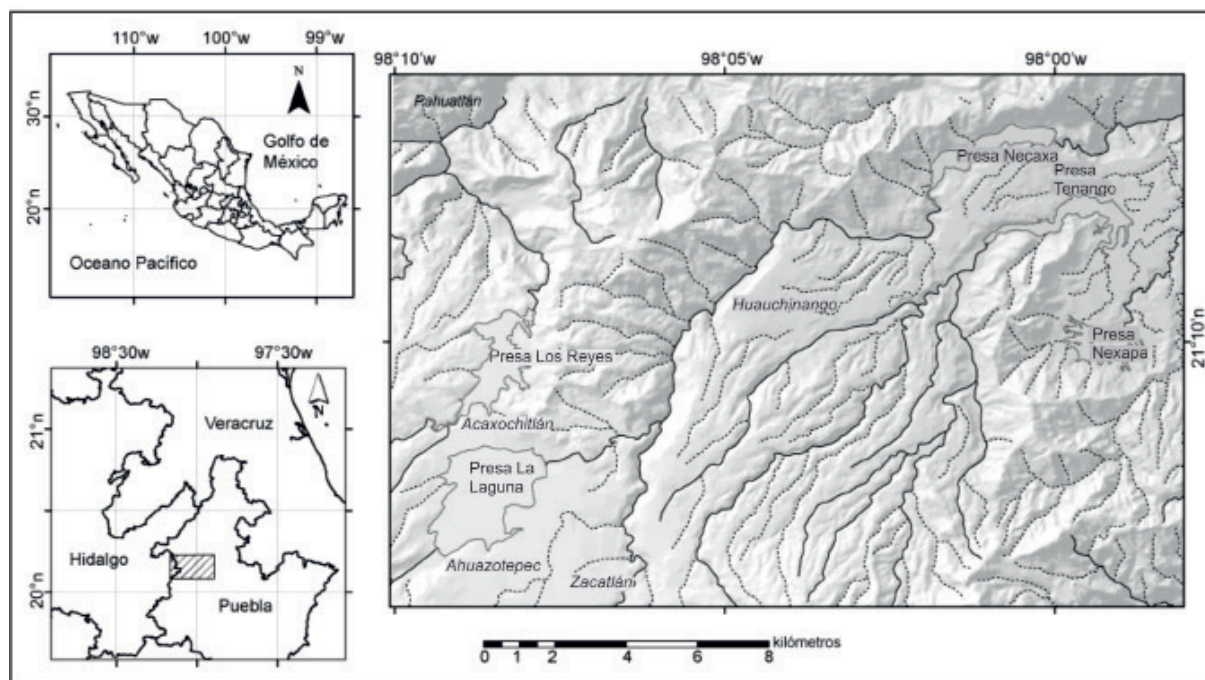 110°w 100°w 99°w
30°n
20°n
N
Golfo de
México
Oceano Pacífico
98°30'w 97°30'w
21°n
20°n
N
Veracruz
Hidalgo
Puebla
98°10'w 98°05'w 98°00'w
21°10'n
Pahuatlán
Presa Necaxa
Presa
Tenango
Huauchinango
Presa
Nexapa
Presa Los Reyes
Acaxochitlán
Presa La
Laguna
Ahuazotepec
Zacatlán
0 1 2 4 6 8
kilómetros